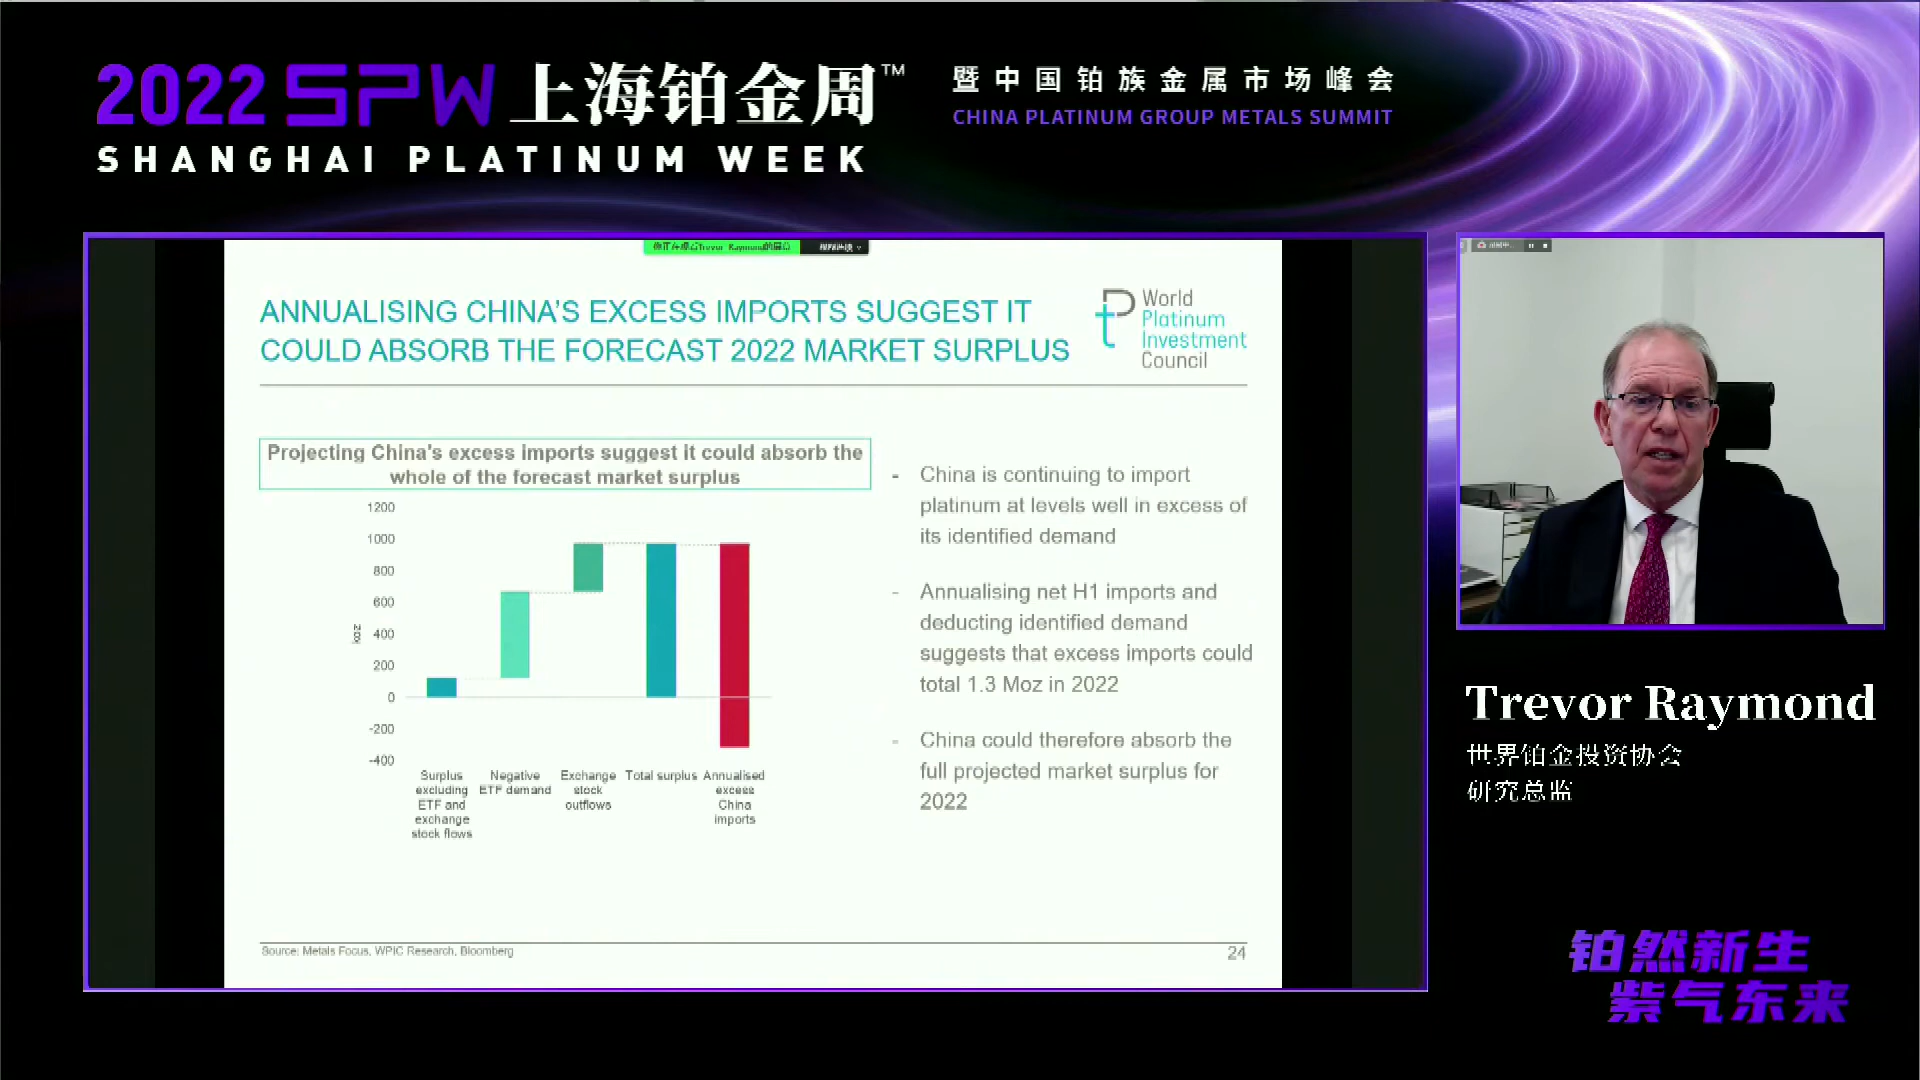 2022 SPW 上海铂金周™
SHANGHAI PLATINUM WEEK
暨中国铂族金属市场峰会
CHINA PLATINUM GROUP METALS SUMMIT
ANNUALISING CHINA'S EXCESS IMPORTS SUGGEST IT
COULD ABSORB THE FORECAST 2022 MARKET SURPLUS
World
Platinum
Investment
Council
Projecting China's excess imports suggest it could absorb the
whole of the forecast market surplus
1200
1000
800
600
400
200
0
-200
-400
koz
Surplus
excluding
ETF and
exchange
stock flows
Negative
ETF demand
Exchange
stock
outflows
Total surplus
Annualised
excess
China
imports
- China is continuing to import
platinum at levels well in excess of
its identified demand
- Annualising net H1 imports and
deducting identified demand
suggests that excess imports could
total 1.3 Moz in 2022
- China could therefore absorb the
full projected market surplus for
2022
Source: Metals Focus, WPIC Research, Bloomberg
24
Trevor Raymond
世界铂金投资协会
研究总监
铂然新生
紫气东来